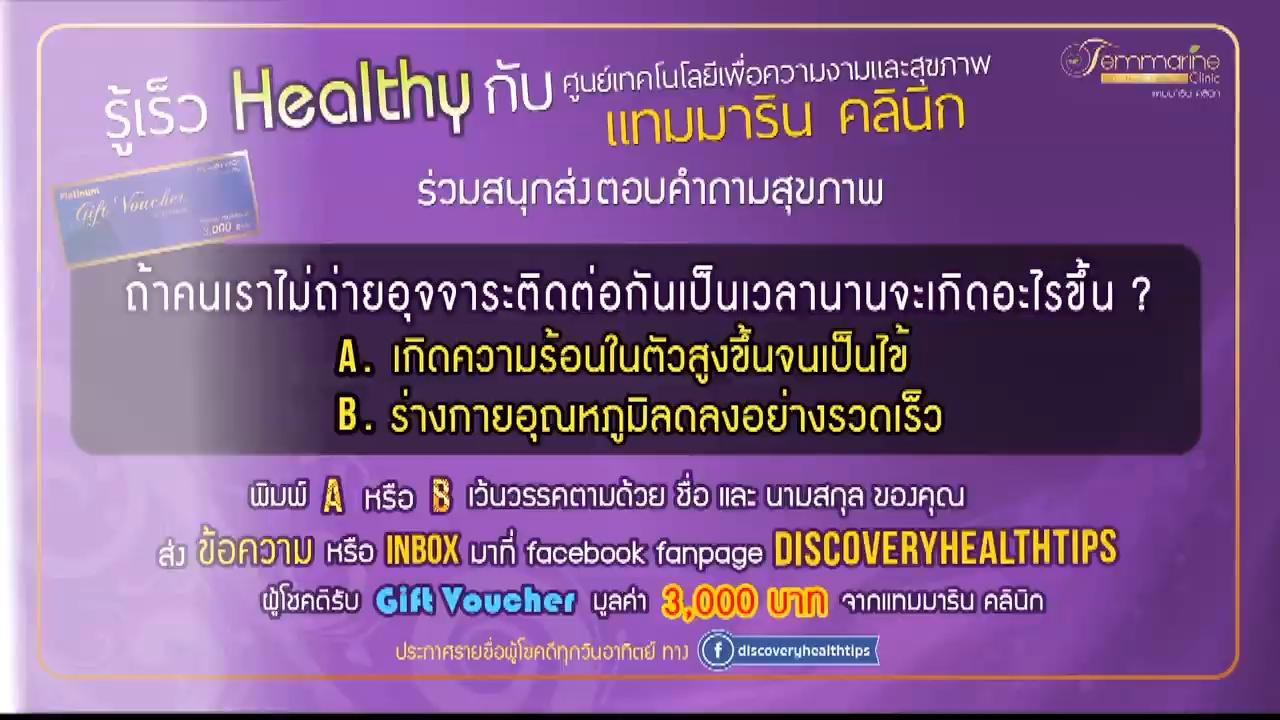 รู้เร็ว Healthy กับ ศูนย์เทคโนโลยีเพื่อความงามและสุขภาพ
แทมมาริน คลินิก
Temmarine
Clinic
แทมมาริน คลินิก
ร่วมสนุกส่งตอบคำถามสุขภาพ
Platinum
Gift Voucher
3,000
ถ้าคนเราไม่ถ่ายอุจจาระติดต่อกันเป็นเวลานานจะเกิดอะไรขึ้น ?
A. เกิดความร้อนในตัวสูงขึ้นจนเป็นไข้
B. ร่างกายอุณหภูมิลดลงอย่างรวดเร็ว
พิมพ์ A หรือ B เว้นวรรคตามด้วย ชื่อ และ นามสกุล ของคุณ
ส่ง ข้อความ หรือ INBOX มาที่ facebook fanpage DISCOVERYHEALTHTIPS
ผู้โชคดีรับ Gift Voucher มูลค่า 3,000 บาท จากแทมมาริน คลินิก
ประกาศรายชื่อผู้โชคดีทุกวันอาทิตย์ ทาง f discoveryhealthtips